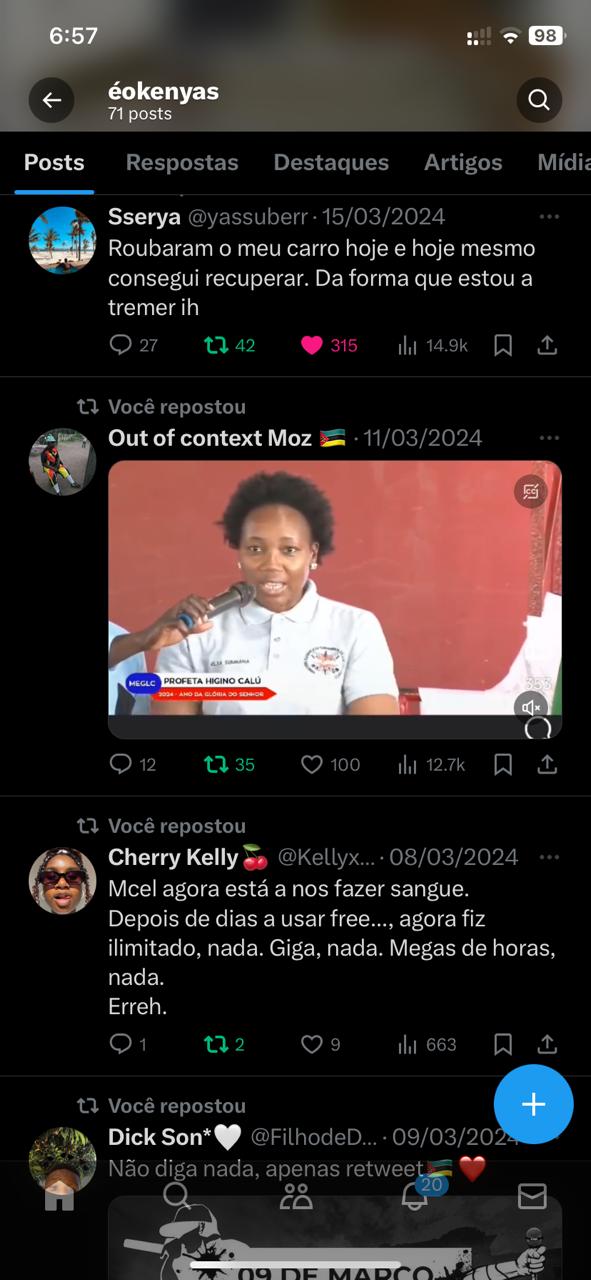 6:57
98
éokenyas
71 posts
Posts Respostas Destaques Artigos Mídia
Sserya @yassuberr · 15/03/2024
Roubaram o meu carro hoje e hoje mesmo
consegui recuperar. Da forma que estou a
tremer ih
27 42 315 14.9k
Você repostou
Out of context Moz 🇲🇿 · 11/03/2024
MEGLC
PROFETA HIGINO CALÚ
2024 - ANO DA GLÓRIA DO SENHOR
12 35 100 12.7k
Você repostou
Cherry Kelly🍒 @Kellyx... · 08/03/2024
Mcel agora está a nos fazer sangue.
Depois de dias a usar free..., agora fiz
ilimitado, nada. Giga, nada. Megas de horas,
nada.
Erreh.
1 2 9 663
Você repostou
Dick Son*🤍 @FilhodeD... · 09/03/2024
Não diga nada, apenas retweet🇲🇿 ❤️
20
09 DE MARÇO